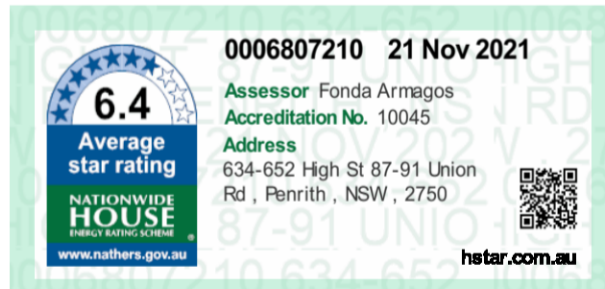 0006807210 21 Nov 2021
6.4
Average
star rating
NATIONWIDE
HOUSE
ENERGY RATING SCHEME
®
www.nathers.gov.au
Assessor Fonda Armagos
Accreditation No. 10045
Address
634-652 High St 87-91 Union
Rd , Penrith , NSW , 2750
hstar.com.au